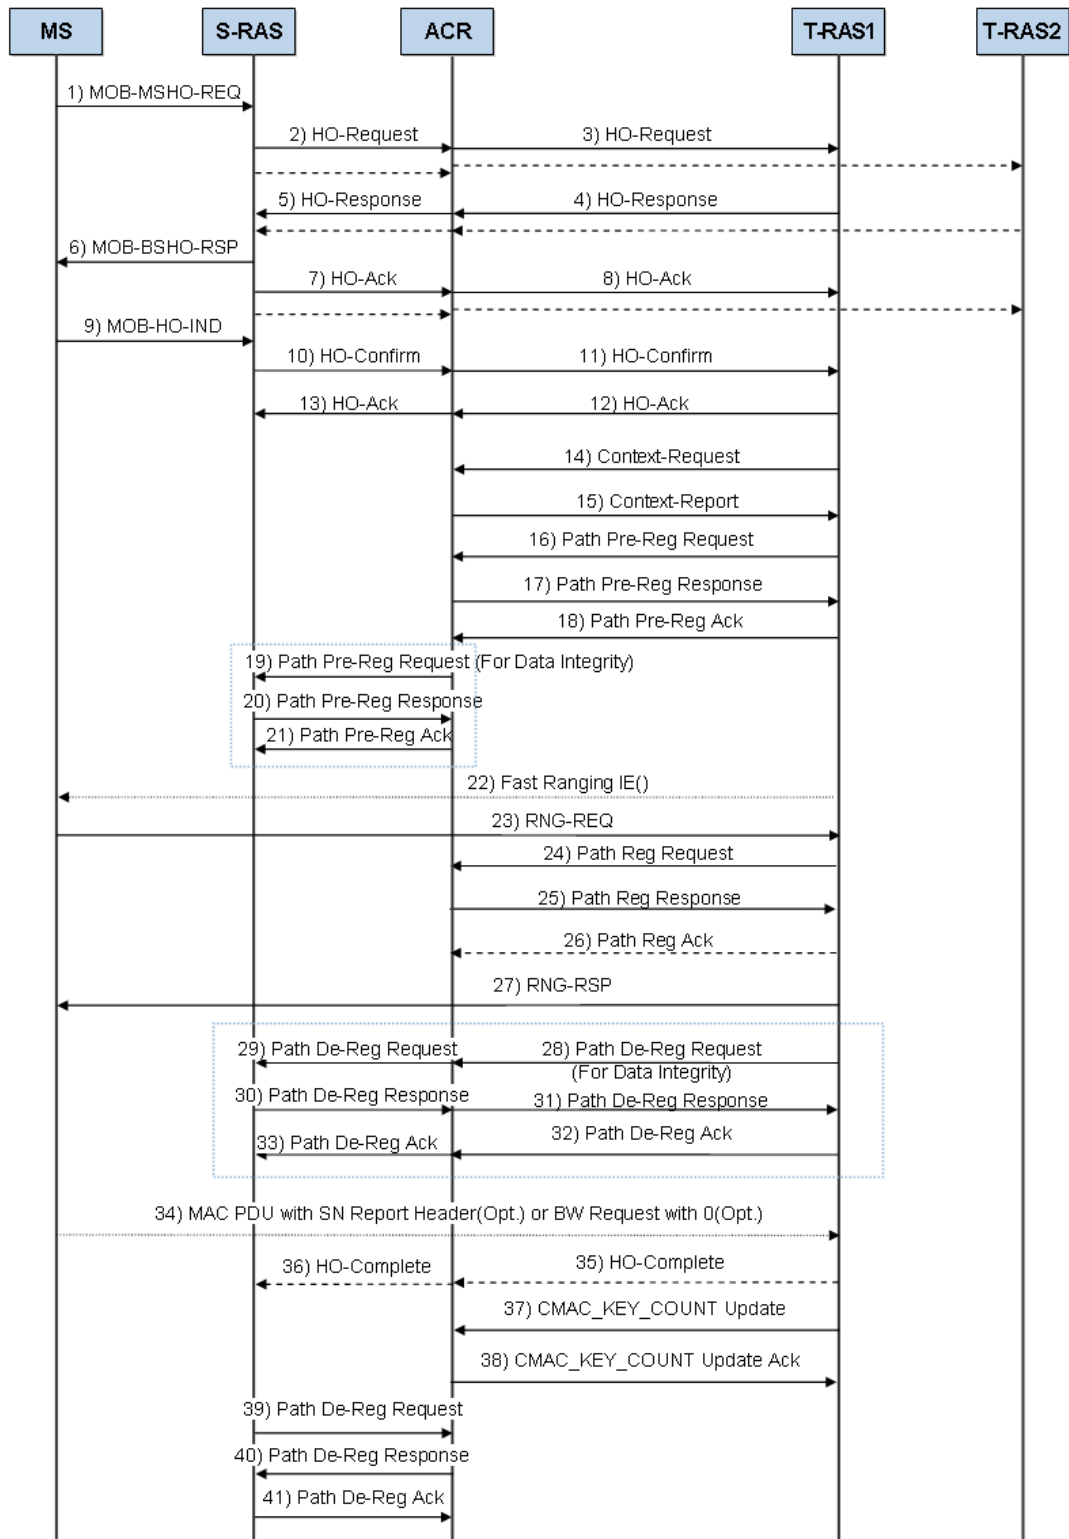 MS S-RAS ACR T-RAS1 T-RAS2
1) MOB-MSHO-REQ
2) HO-Request 3) HO-Request
5) HO-Response 4) HO-Response
6) MOB-BSHO-RSP
7) HO-Ack 8) HO-Ack
9) MOB-HO-IND
10) HO-Confirm 11) HO-Confirm
13) HO-Ack 12) HO-Ack
14) Context-Request
15) Context-Report
16) Path Pre-Reg Request
17) Path Pre-Reg Response
18) Path Pre-Reg Ack
19) Path Pre-Reg Request (For Data Integrity)
20) Path Pre-Reg Response
21) Path Pre-Reg Ack
22) Fast Ranging IE()
23) RNG-REQ
24) Path Reg Request
25) Path Reg Response
26) Path Reg Ack
27) RNG-RSP
29) Path De-Reg Request 28) Path De-Reg Request
(For Data Integrity)
30) Path De-Reg Response 31) Path De-Reg Response
33) Path De-Reg Ack 32) Path De-Reg Ack
34) MAC PDU with SN Report Header(Opt.) or BW Request with 0(Opt.)
36) HO-Complete 35) HO-Complete
37) CMAC_KEY_COUNT Update
38) CMAC_KEY_COUNT Update Ack
39) Path De-Reg Request
40) Path De-Reg Response
41) Path De-Reg Ack